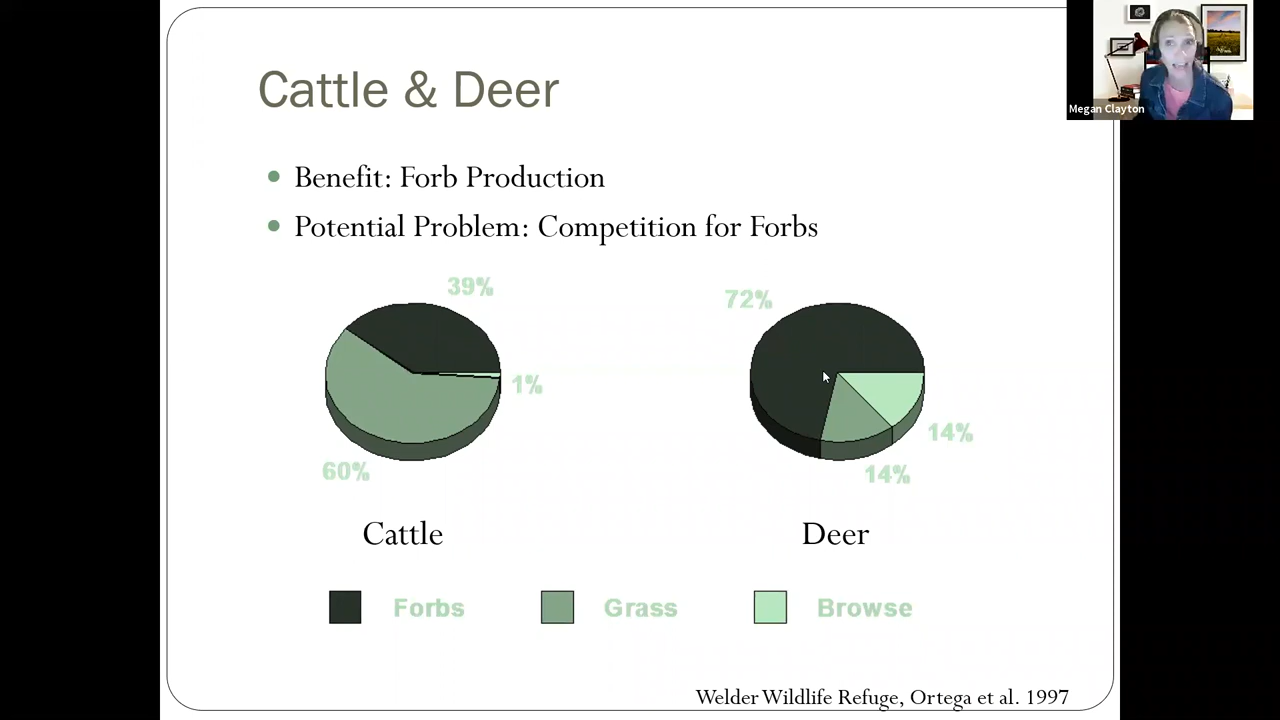 Cattle & Deer
Megan Clayton
Benefit: Forb Production
Potential Problem: Competition for Forbs
39%
72%
1%
14%
60%
14%
Cattle
Deer
Forbs
Grass
Browse
Welder Wildlife Refuge, Ortega et al. 1997